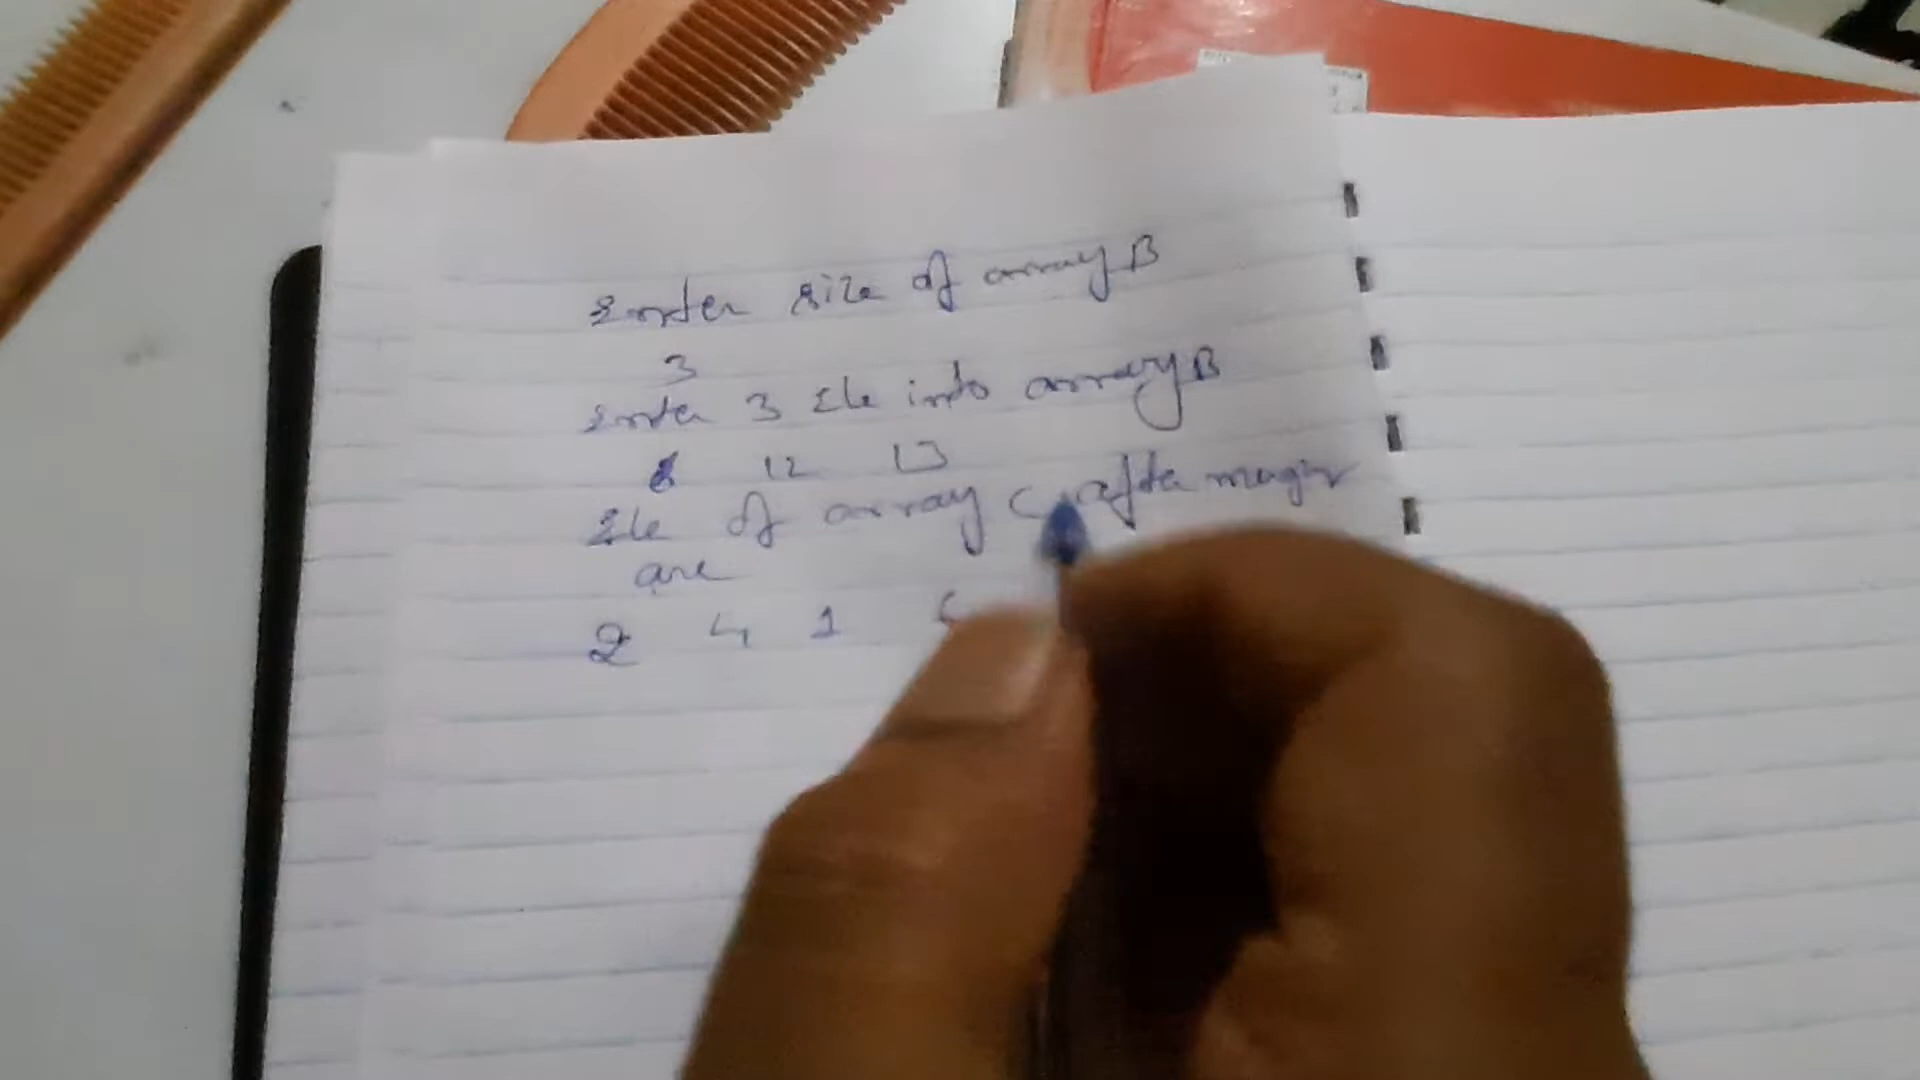 Enter size of array B
3
Enter 3 Ele into array B
6 12 13
Ele of array C after merging
are
2 4 1